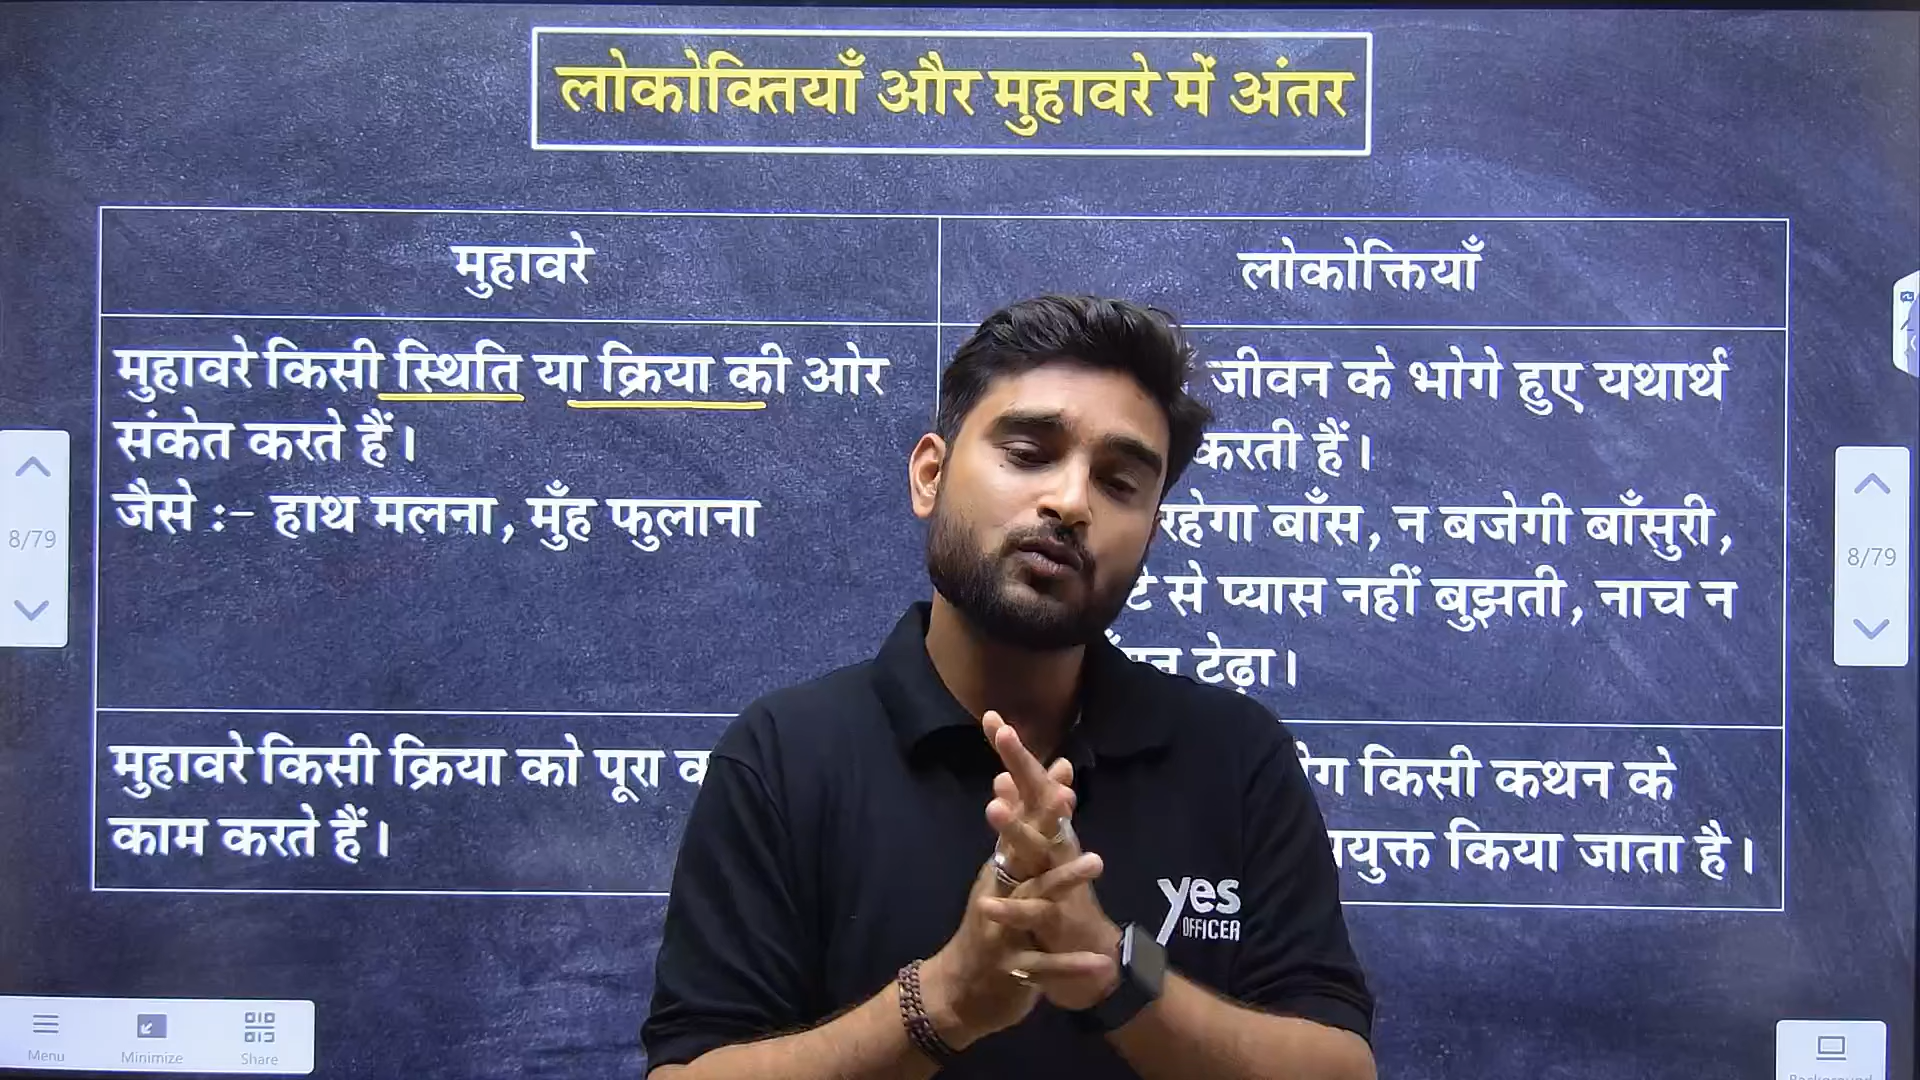 लोकोक्तियाँ और मुहावरे में अंतर
मुहावरे
लोकोक्तियाँ
मुहावरे किसी स्थिति या क्रिया की ओर
संकेत करते हैं।
जैसे :- हाथ मलना, मुँह फुलाना
जीवन के भोगे हुए यथार्थ
करती हैं।
रहेगा बाँस, न बजेगी बाँसुरी,
से प्यास नहीं बुझती, नाच न
टेढ़ा।
मुहावरे किसी क्रिया को पूरा
काम करते हैं।
किसी कथन के
किया जाता है।
8/79
8/79
yes
OFFICER
Menu
Minimize
Share